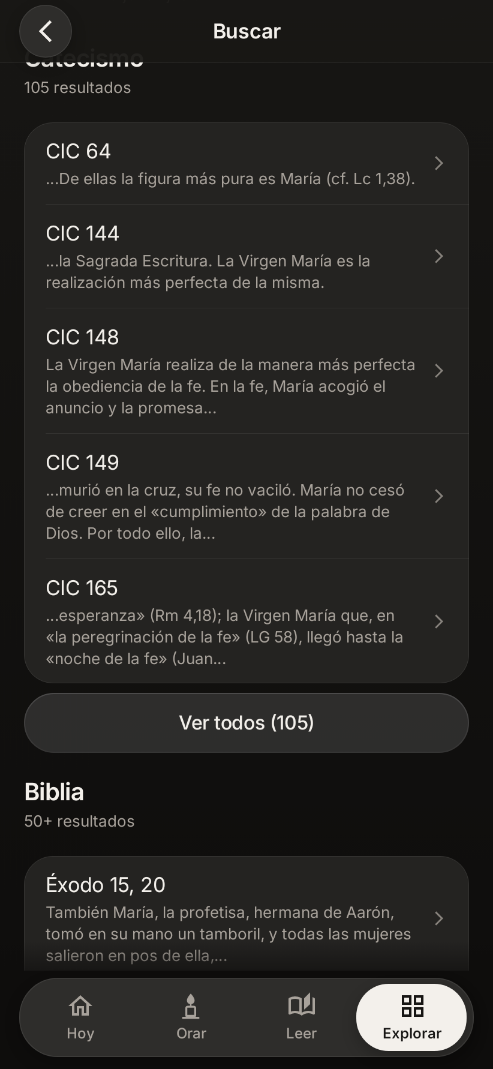 Buscar
Catecismo
105 resultados
CIC 64
...De ellas la figura más pura es María (cf. Lc 1,38).
CIC 144
...la Sagrada Escritura. La Virgen María es la
realización más perfecta de la misma.
CIC 148
La Virgen María realiza de la manera más perfecta
la obediencia de la fe. En la fe, María acogió el
anuncio y la promesa...
CIC 149
...murió en la cruz, su fe no vaciló. María no cesó
de creer en el «cumplimiento» de la palabra de
Dios. Por todo ello, la...
CIC 165
...esperanza» (Rm 4,18); la Virgen María que, en
«la peregrinación de la fe» (LG 58), llegó hasta la
«noche de la fe» (Juan...
Ver todos (105)
Biblia
50+ resultados
Éxodo 15, 20
También María, la profetisa, hermana de Aarón,
tomó en su mano un tamboril, y todas las mujeres
salieron en pos de ella,...
Hoy
Orar
Leer
Explorar